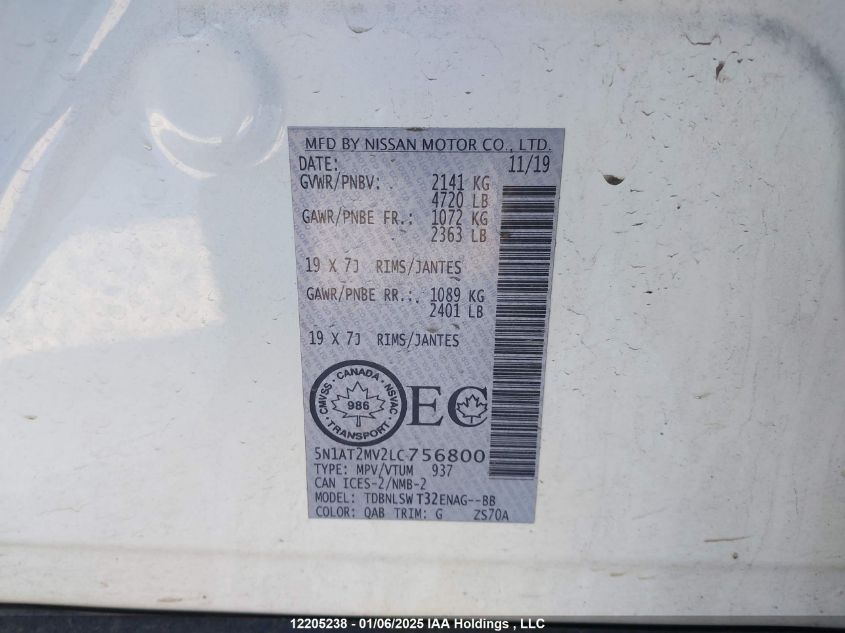 MFD BY NISSAN MOTOR CO., LTD.
DATE: 11/19
GVWR/PNBV: 2141 KG
4720 LB
GAWR/PNBE FR.: 1072 KG
2363 LB
19 X 7J RIMS/JANTES
GAWR/PNBE RR.: 1089 KG
2401 LB
19 X 7J RIMS/JANTES
CANADA
CMVSS 986 NSVAC
TRANSPORT
EC
5N1AT2MV2LC756800
TYPE: MPV/VTUM 937
CAN ICES-2/NMB-2
MODEL: TDBNLSW T32ENAG--BB
COLOR: QAB TRIM: G ZS70A
12205238 - 01/06/2025 IAA Holdings , LLC